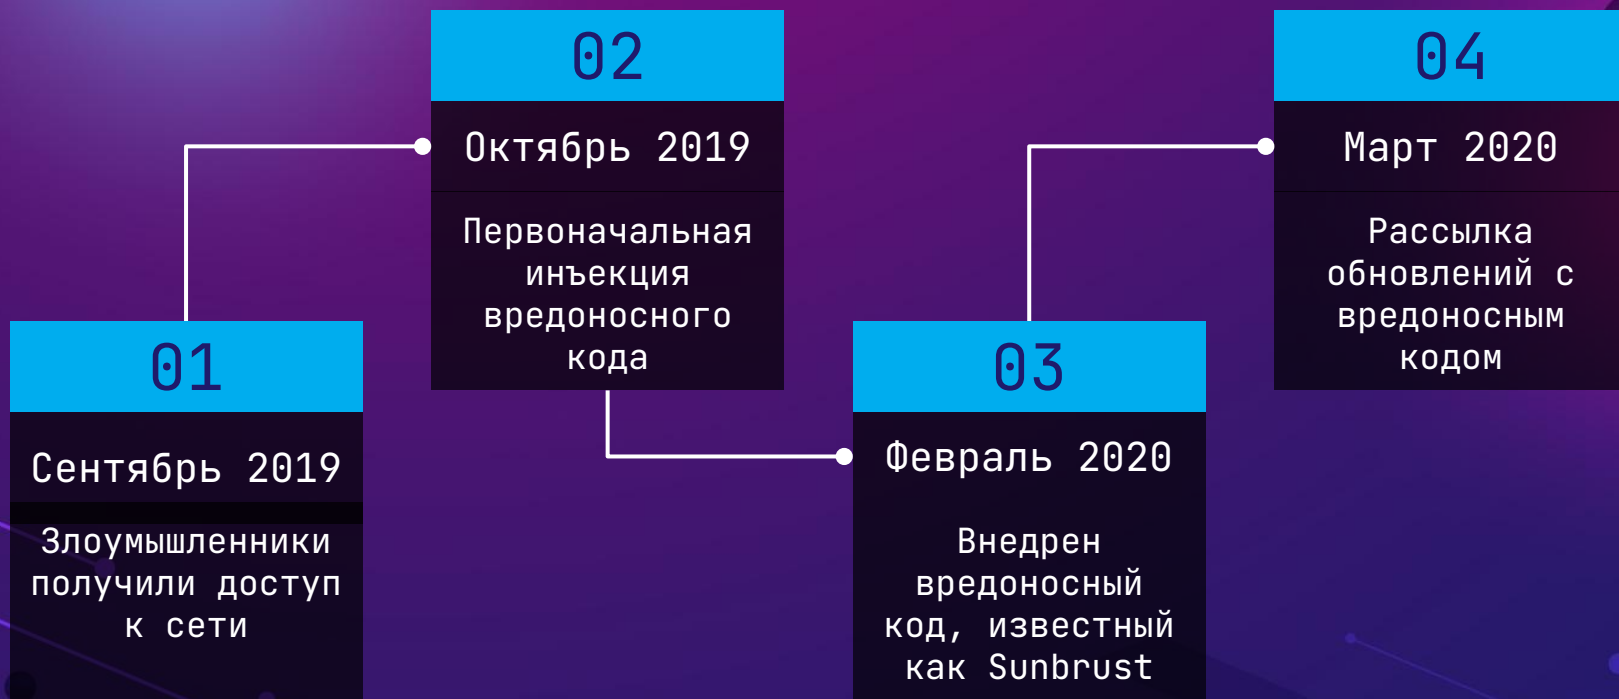 01
Сентябрь 2019
Злоумышленники
получили доступ
к сети
02
Октябрь 2019
Первоначальная
инъекция
вредоносного
кода
03
Февраль 2020
Внедрен
вредоносный
код, известный
как Sunbrust
04
Март 2020
Рассылка
обновлений с
вредоносным
кодом